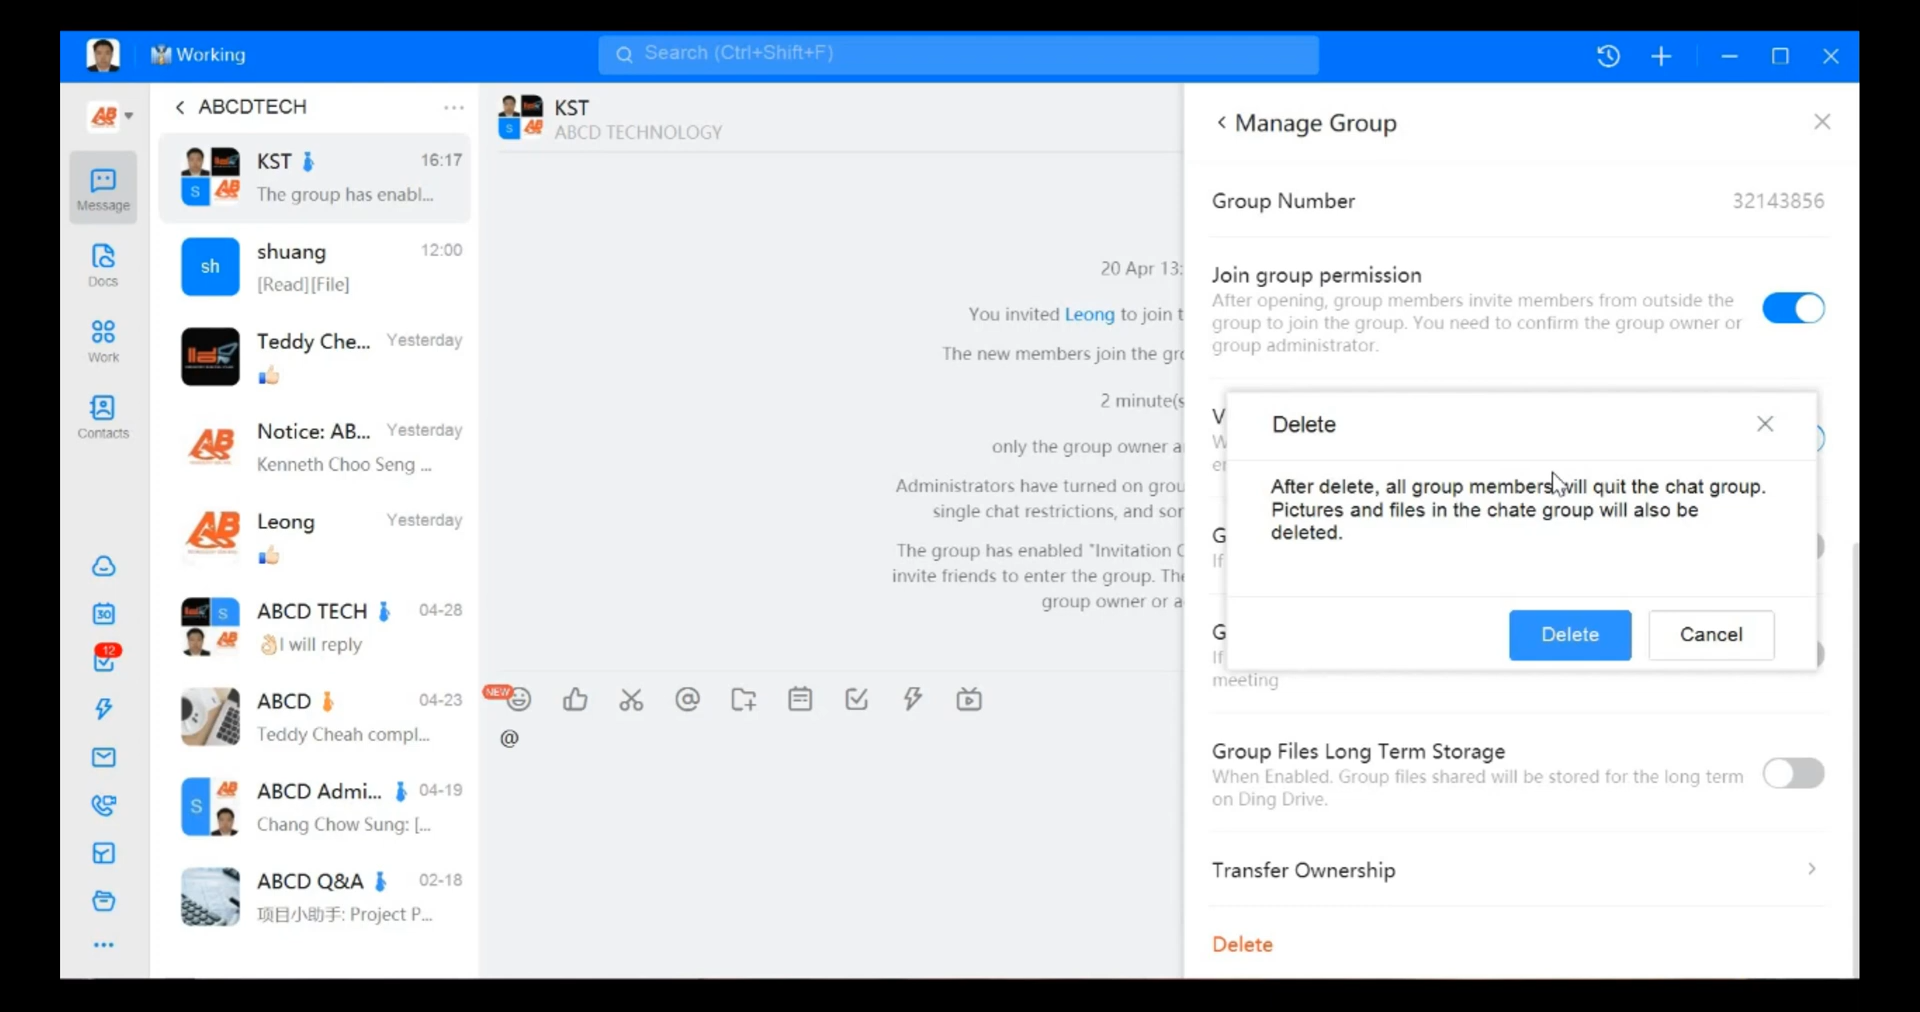 Working
Search (Ctrl+Shift+F)
ABCDTECH
Message
Docs
Work
Contacts
30
12
KST
16:17
The group has enabl...
sh
shuang
12:00
[Read][File]
Teddy Che...
Yesterday
Notice: AB...
Yesterday
Kenneth Choo Seng ...
Leong
Yesterday
ABCD TECH
04-28
I will reply
ABCD
04-23
Teddy Cheah compl...
S
ABCD Admi...
04-19
Chang Chow Sung: [...
ABCD Q&A
02-18
项目小助手: Project P...
KST
ABCD TECHNOLOGY
20 Apr 13:
You invited Leong to join t
The new members join the gro
2 minute(s
only the group owner a
Administrators have turned on grou
single chat restrictions, and sor
The group has enabled "Invitation C
invite friends to enter the group. The
group owner or a
NEW
@
Manage Group
Group Number
32143856
Join group permission
After opening, group members invite members from outside the
group to join the group. You need to confirm the group owner or
group administrator.
Delete
After delete, all group members will quit the chat group.
Pictures and files in the chate group will also be
deleted.
Delete
Cancel
meeting
Group Files Long Term Storage
When Enabled. Group files shared will be stored for the long term
on Ding Drive.
Transfer Ownership
Delete